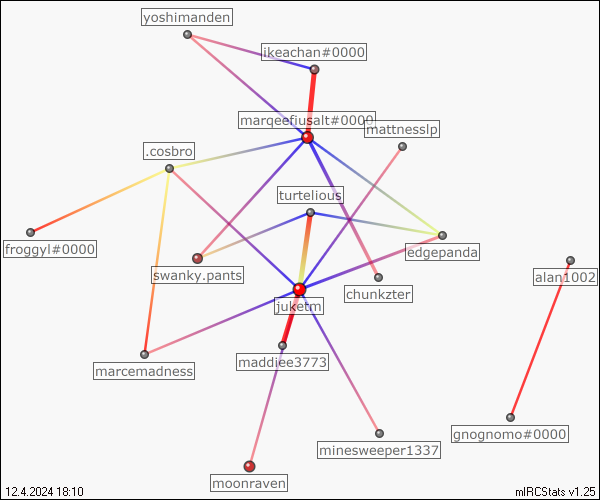 yoshimanden
ikeachan#0000
marqeefiusalt#0000
mattnesslp
.cosbro
turtelious
froggyl#0000
edgepanda
swanky.pants
alan1002
chunkzter
juketm
maddiee3773
marcemadness
gnognomo#0000
minesweeper1337
moonraven
12.4.2024 18:10
mIRCStats v1.25